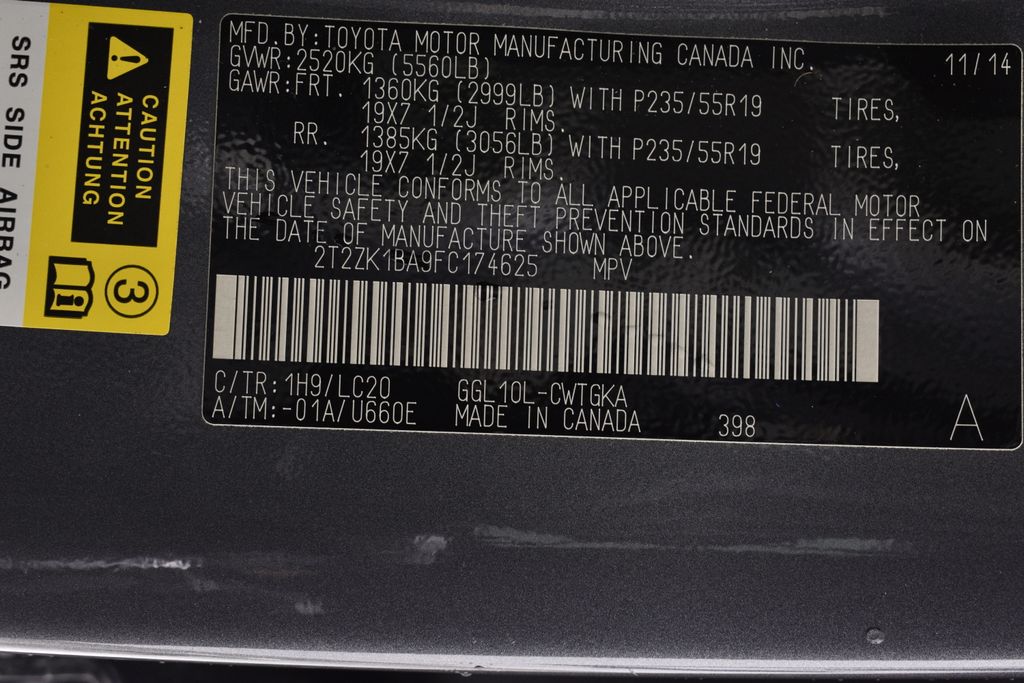 SRS SIDE AIRBAG
CAUTION
ATTENTION
ACHTUNG
3
MFD.BY:TOYOTA MOTOR MANUFACTURING CANADA INC. 11/14
GVWR:2520KG (5560LB)
GAWR:FRT. 1360KG (2999LB) WITH P235/55R19 TIRES,
19X7 1/2J RIMS.
RR. 1385KG (3056LB) WITH P235/55R19 TIRES,
19X7 1/2J RIMS.
THIS VEHICLE CONFORMS TO ALL APPLICABLE FEDERAL MOTOR
VEHICLE SAFETY AND THEFT PREVENTION STANDARDS IN EFFECT ON
THE DATE OF MANUFACTURE SHOWN ABOVE.
2T2ZK1BA9FC174625 MPV
C/TR:1H9/LC20 GGL10L-CWTGKA
A/TM:-01A/U660E MADE IN CANADA 398 A